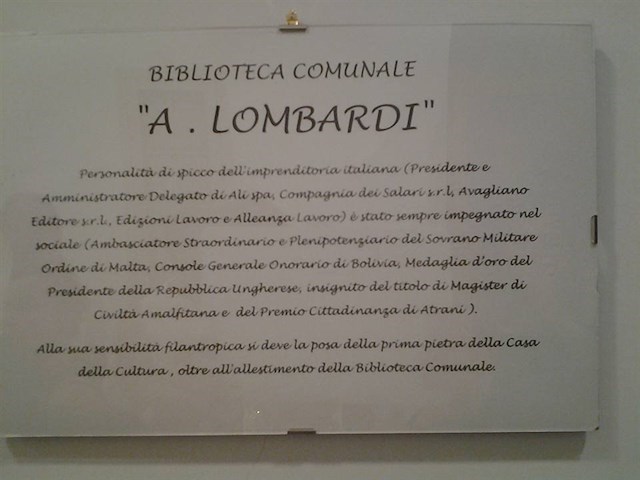 BIBLIOTECA COMUNALE
"A . LOMBARDI"
Personalità di spicco dell'imprenditoria italiana (Presidente e
Amministratore Delegato di Ali spa, Compagnia dei Salari s.r.l, Avagliano
Editore s.r.l., Edizioni Lavoro e Alleanza Lavoro) è stato sempre impegnato nel
sociale (Ambasciatore Straordinario e Plenipotenziario del Sovrano Militare
Ordine di Malta, Console Generale Onorario di Bolivia, Medaglia d'oro del
Presidente della Repubblica Ungherese, insignito del titolo di Magister di
Civiltà Amalfitana e del Premio Cittadinanza di Atrani ).
Alla sua sensibilità filantropica si deve la posa della prima pietra della Casa
della Cultura , oltre all'allestimento della Biblioteca Comunale.